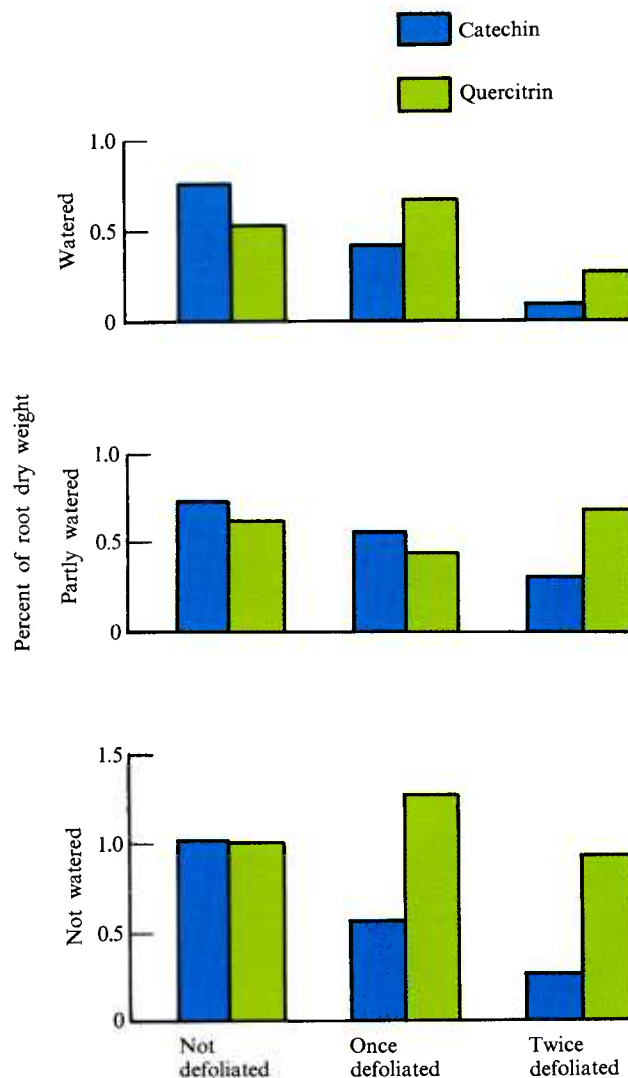 Catechin
Quercitrin
Percent of root dry weight
Watered
1.0
0.5
0
Partly watered
1.0
0.5
0
Not watered
1.5
1.0
0.5
0
Not
defoliated
Once
defoliated
Twice
defoliated